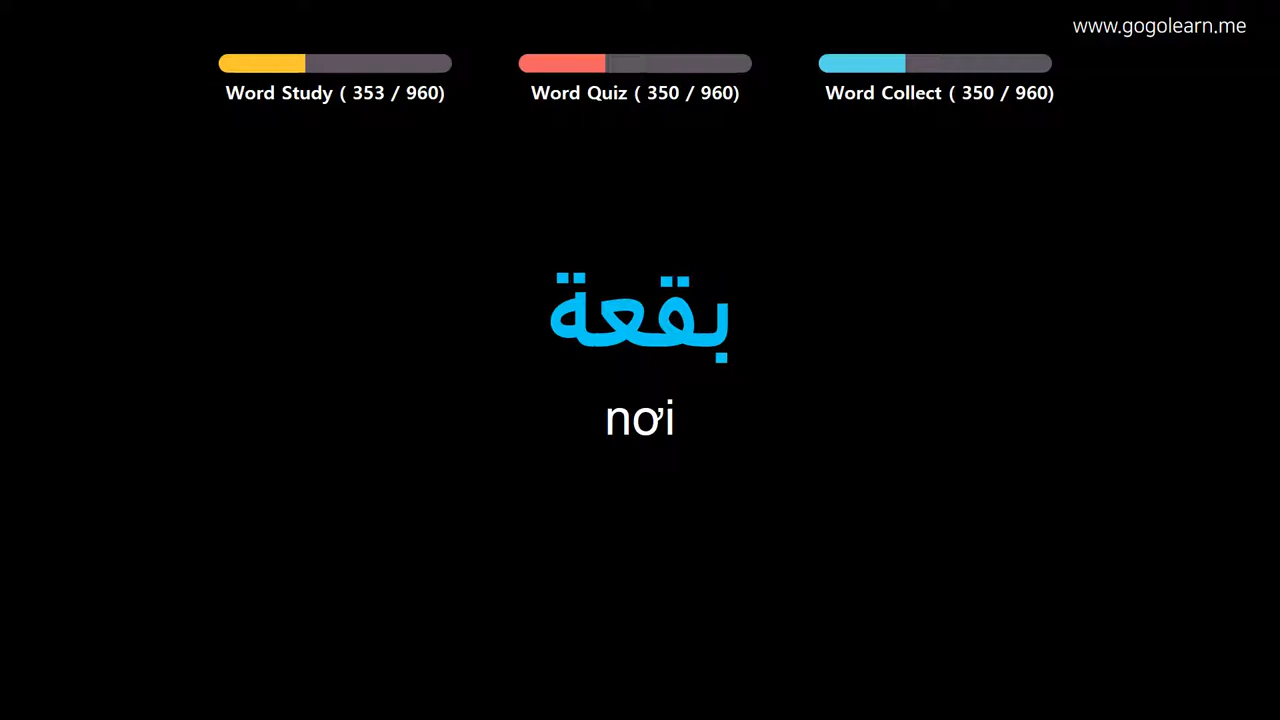 www.gogolearn.me
Word Study ( 353 / 960)
Word Quiz ( 350 / 960)
Word Collect ( 350 / 960)
بقعة
nơi